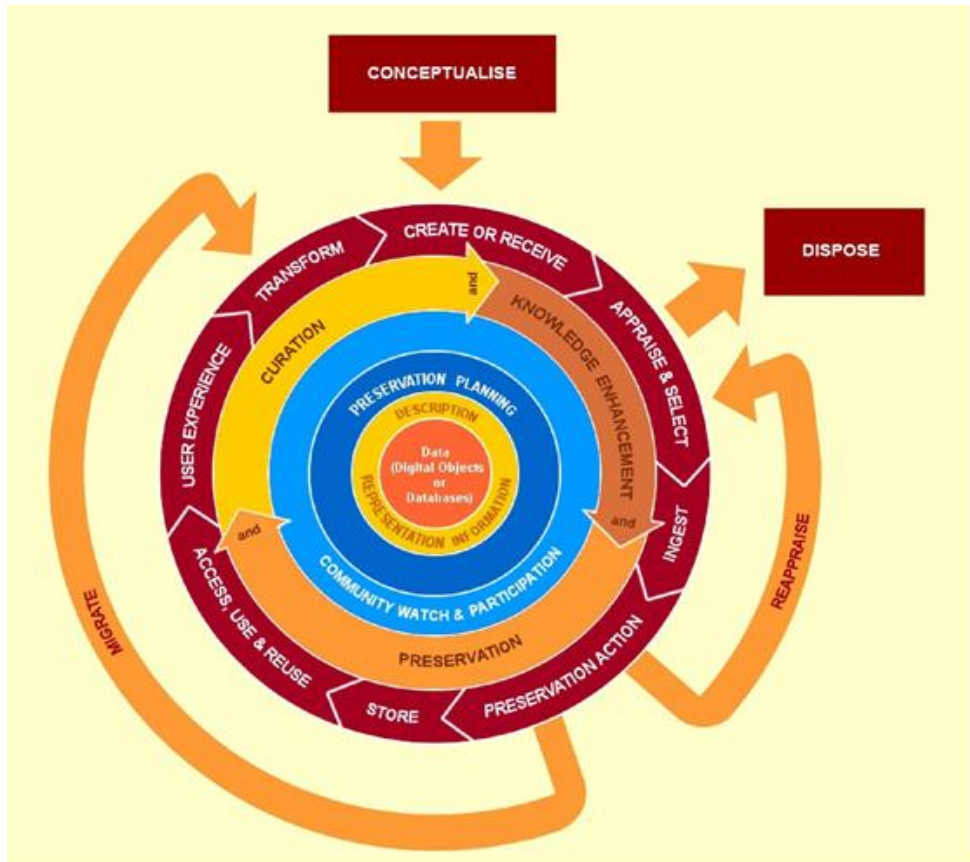 CONCEPTUALISE
DISPOSE
CREATE OR RECEIVE
APPRAISE & SELECT
INGEST
PRESERVATION ACTION
STORE
ACCESS, USE & REUSE
USER EXPERIENCE
TRANSFORM
CURATION
and
KNOWLEDGE ENHANCEMENT
and
PRESERVATION
and
COMMUNITY WATCH & PARTICIPATION
PRESERVATION PLANNING
DESCRIPTION
REPRESENTATION INFORMATION
Data
(Digital Objects
or
Databases)
MIGRATE
REAPPRAISE